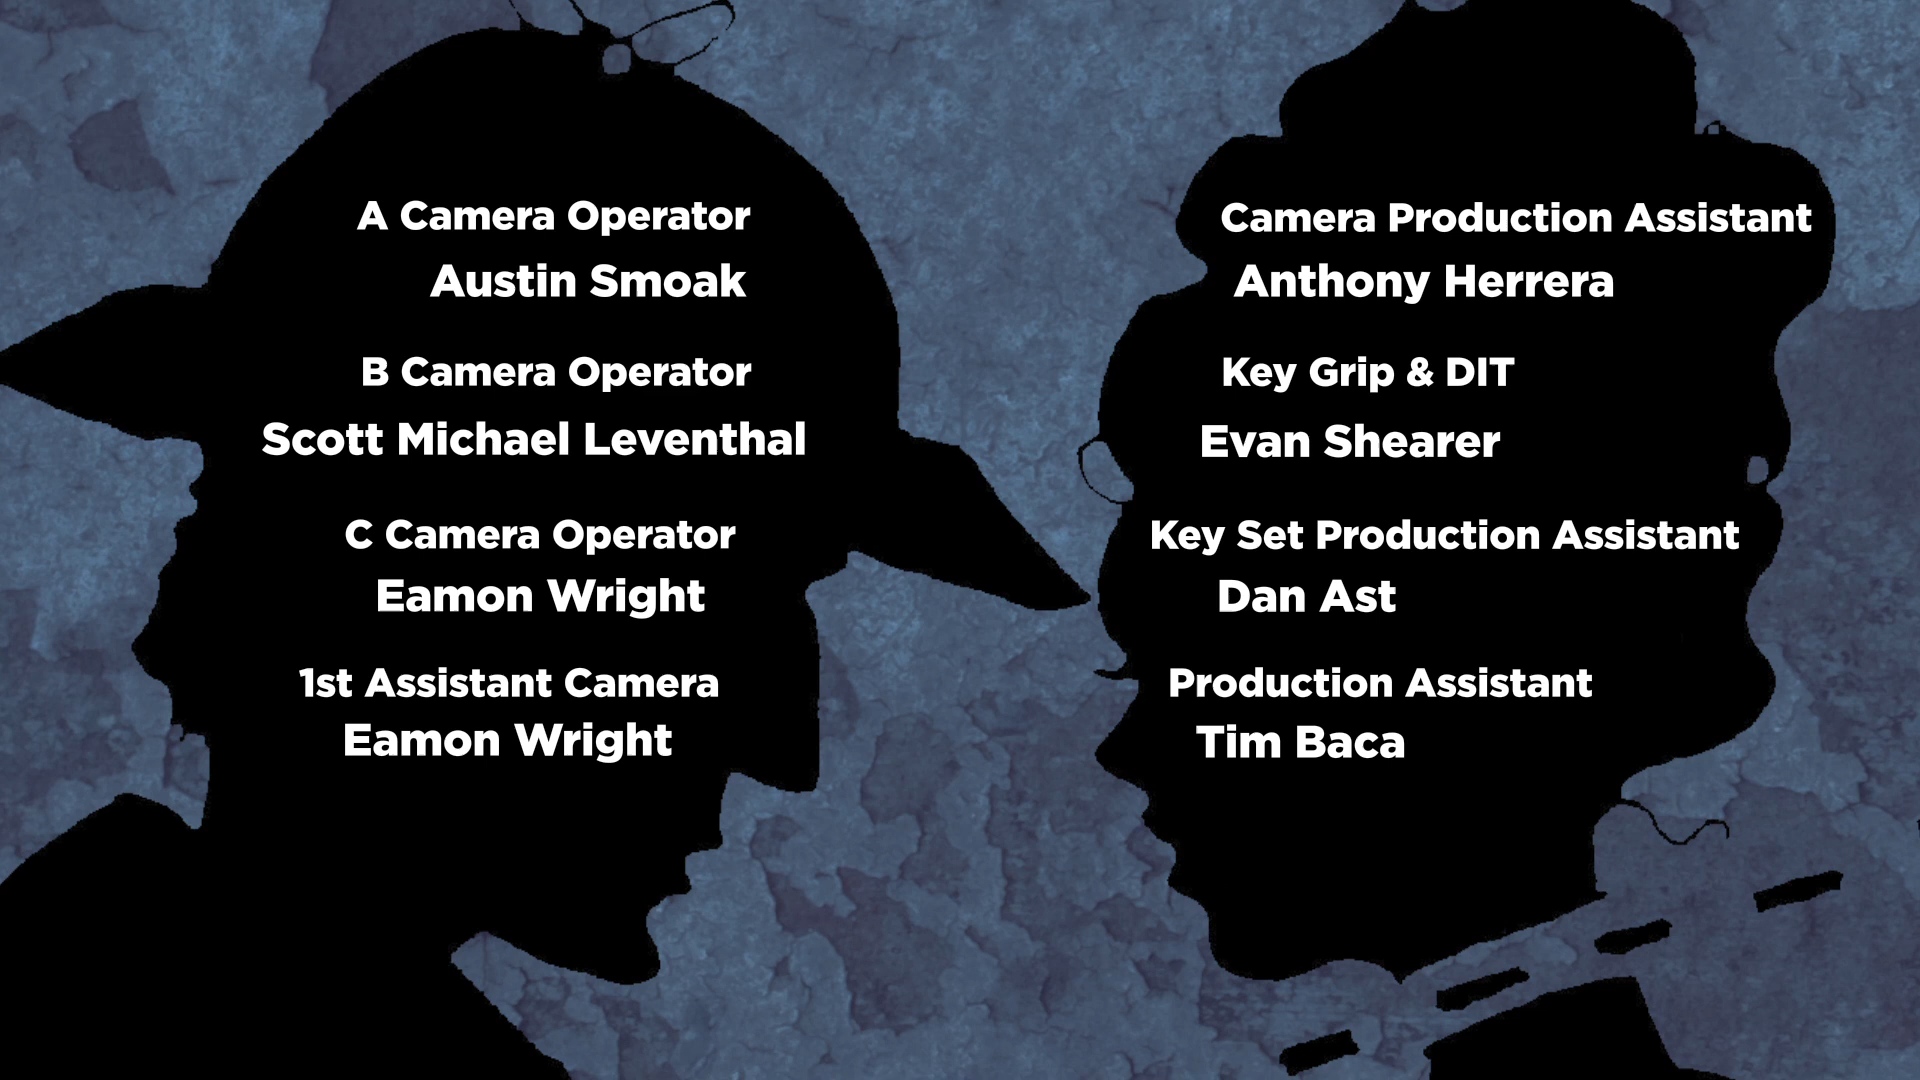 A Camera Operator
Austin Smoak
B Camera Operator
Scott Michael Leventhal
C Camera Operator
Eamon Wright
1st Assistant Camera
Eamon Wright
Camera Production Assistant
Anthony Herrera
Key Grip & DIT
Evan Shearer
Key Set Production Assistant
Dan Ast
Production Assistant
Tim Baca